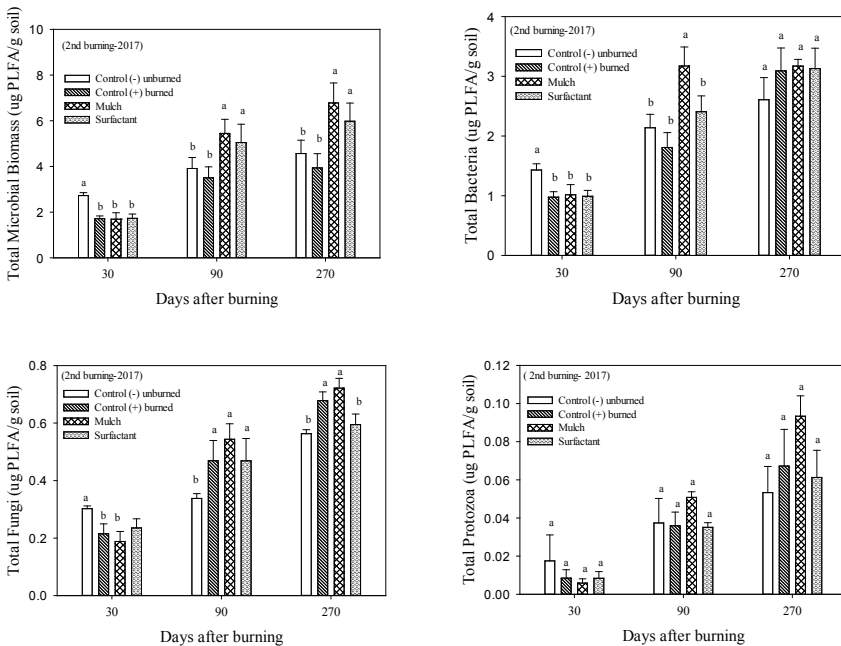 Total Microbial Biomass (ug PLFA/g soil)
10
8
6
4
2
0
(2nd burning-2017)
Control (-) unburned
Control (+) burned
Mulch
Surfactant
a
b b b
b b a a
b b a a
30 90 270
Days after burning
Total Bacteria (ug PLFA/g soil)
4
3
2
1
0
(2nd burning-2017)
Control (-) unburned
Control (+) burned
Mulch
Surfactant
a b b b
b b a b
a a a a
30 90 270
Days after burning
Total Fungi (ug PLFA/g soil)
0.8
0.6
0.4
0.2
0.0
(2nd burning-2017)
Control (-) unburned
Control (+) burned
Mulch
Surfactant
a b b
b a a a
b a a b
30 90 270
Days after burning
Total Protozoa (ug PLFA/g soil)
0.12
0.10
0.08
0.06
0.04
0.02
0.00
( 2nd burning- 2017)
Control (-) unburned
Control (+) burned
Mulch
Surfactant
a a a a
a a a a
a a a a
30 90 270
Days after burning